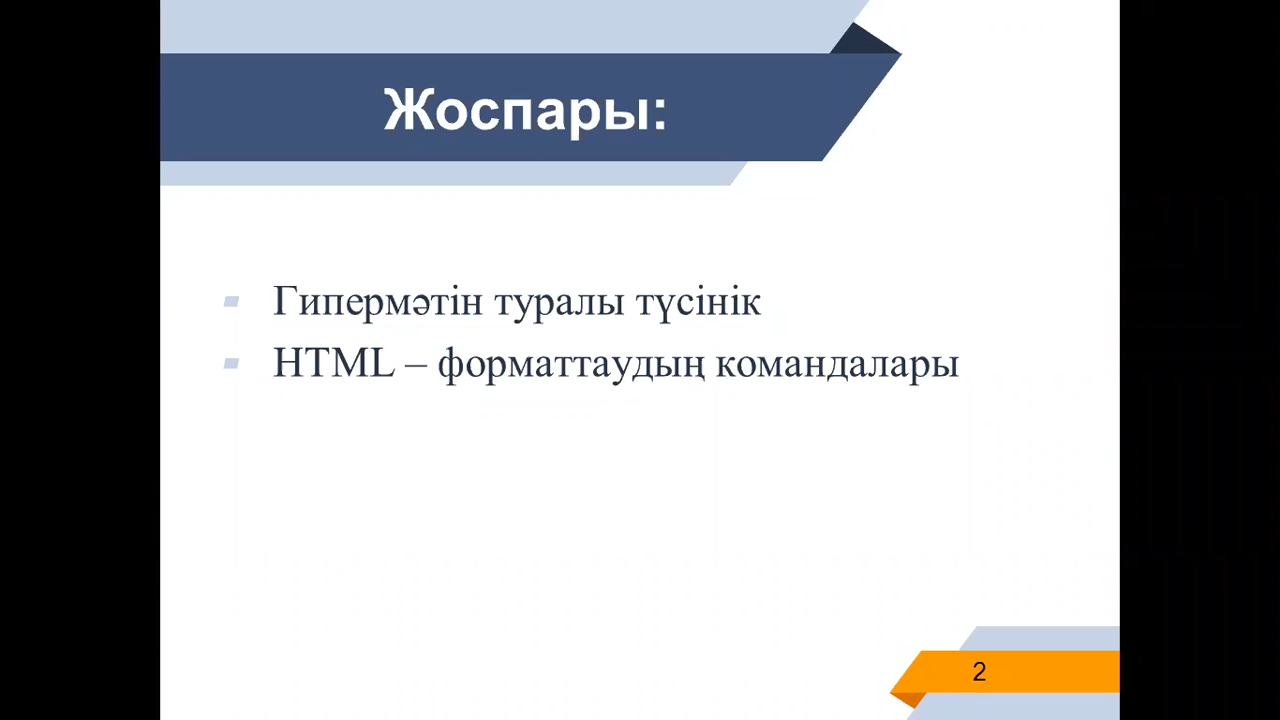 Жоспары:
Гипермәтін туралы түсінік
HTML – форматтаудың командалары
2